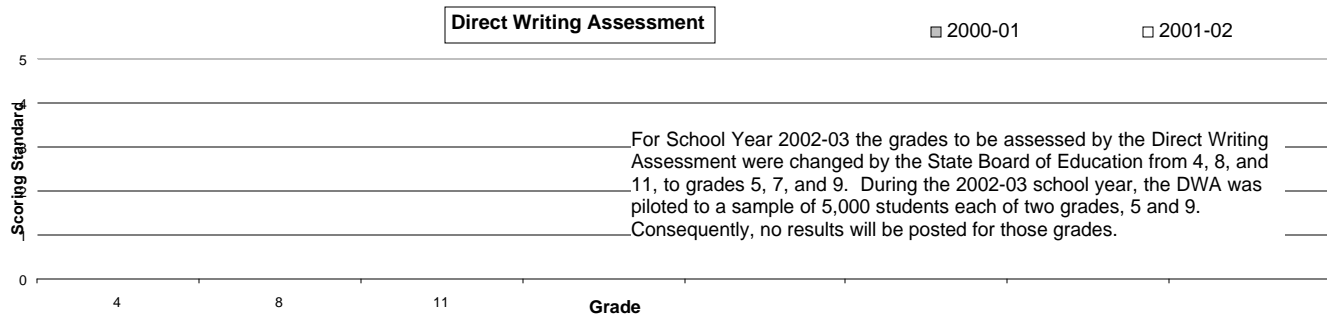 Direct Writing Assessment
2000-01
2001-02
5
4
3
2
1
0
Scoring Standard
For School Year 2002-03 the grades to be assessed by the Direct Writing
Assessment were changed by the State Board of Education from 4, 8, and
11, to grades 5, 7, and 9.  During the 2002-03 school year, the DWA was
piloted to a sample of 5,000 students each of two grades, 5 and 9.
Consequently, no results will be posted for those grades.
4
8
11
Grade